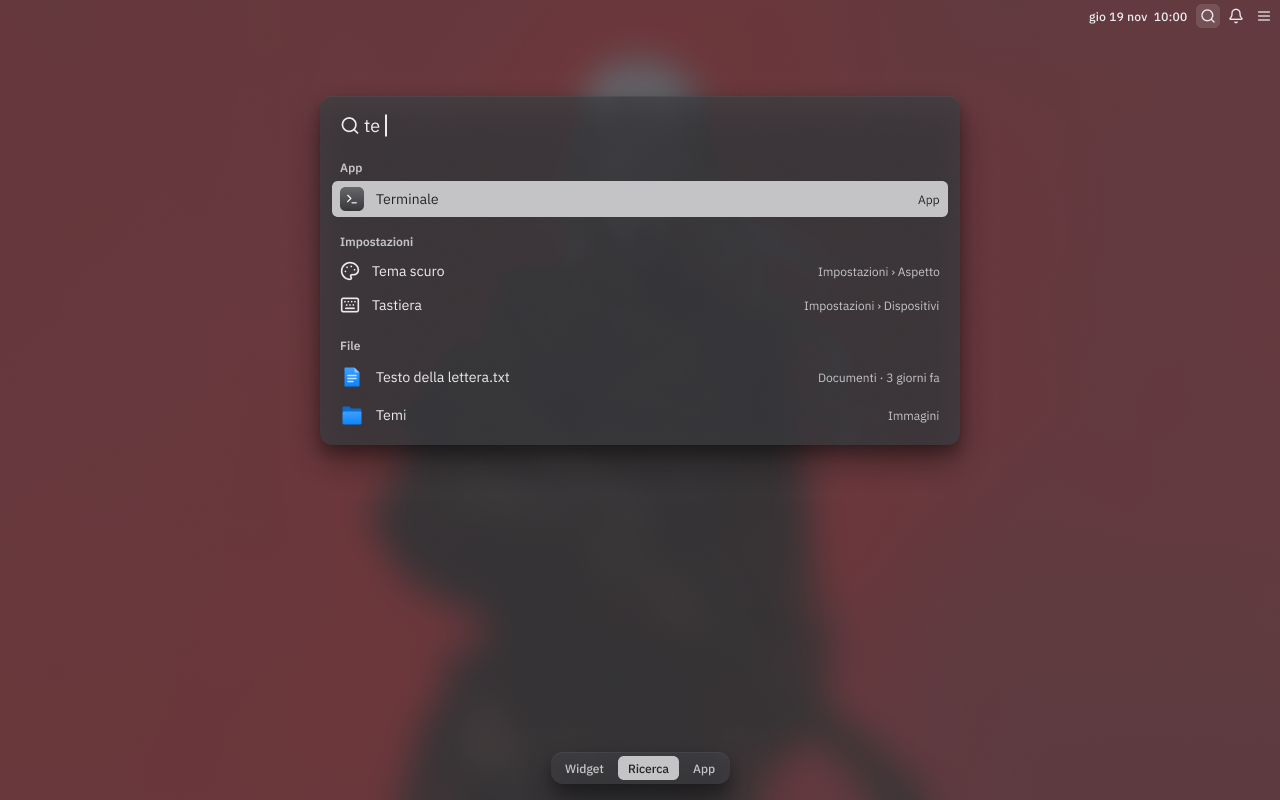 gio 19 nov 10:00
te
App
Terminale App
Impostazioni
Tema scuro Impostazioni › Aspetto
Tastiera Impostazioni › Dispositivi
File
Testo della lettera.txt Documenti · 3 giorni fa
Temi Immagini
Widget Ricerca App